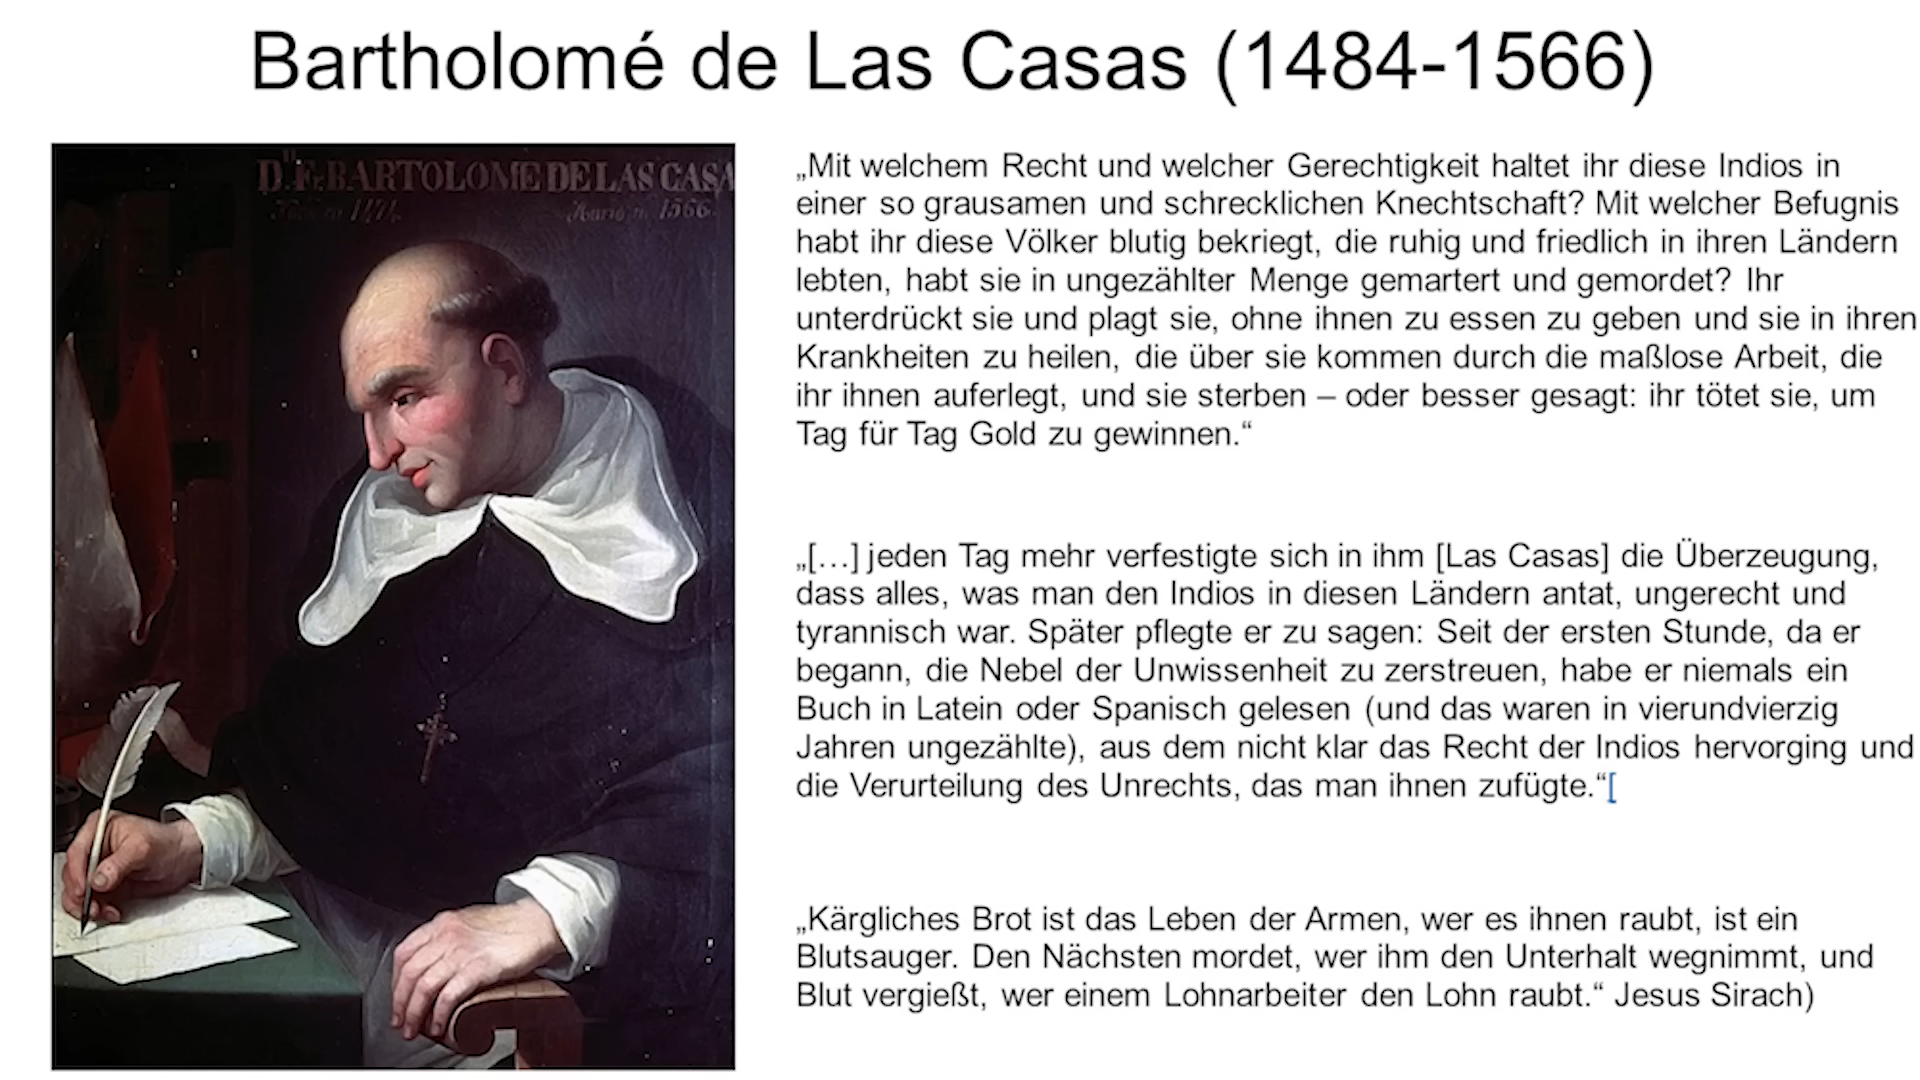 Bartholomé de Las Casas (1484-1566)
D.ⁿ Fr. BARTOLOME DE LAS CASA
1566.
„Mit welchem Recht und welcher Gerechtigkeit haltet ihr diese Indios in
einer so grausamen und schrecklichen Knechtschaft? Mit welcher Befugnis
habt ihr diese Völker blutig bekriegt, die ruhig und friedlich in ihren Ländern
lebten, habt sie in ungezählter Menge gemartert und gemordet? Ihr
unterdrückt sie und plagt sie, ohne ihnen zu essen zu geben und sie in ihren
Krankheiten zu heilen, die über sie kommen durch die maßlose Arbeit, die
ihr ihnen auferlegt, und sie sterben – oder besser gesagt: ihr tötet sie, um
Tag für Tag Gold zu gewinnen.“
„[…] jeden Tag mehr verfestigte sich in ihm [Las Casas] die Überzeugung,
dass alles, was man den Indios in diesen Ländern antat, ungerecht und
tyrannisch war. Später pflegte er zu sagen: Seit der ersten Stunde, da er
begann, die Nebel der Unwissenheit zu zerstreuen, habe er niemals ein
Buch in Latein oder Spanisch gelesen (und das waren in vierundvierzig
Jahren ungezählte), aus dem nicht klar das Recht der Indios hervorging und
die Verurteilung des Unrechts, das man ihnen zufügte.“[
„Kärgliches Brot ist das Leben der Armen, wer es ihnen raubt, ist ein
Blutsauger. Den Nächsten mordet, wer ihm den Unterhalt wegnimmt, und
Blut vergießt, wer einem Lohnarbeiter den Lohn raubt.“ Jesus Sirach)